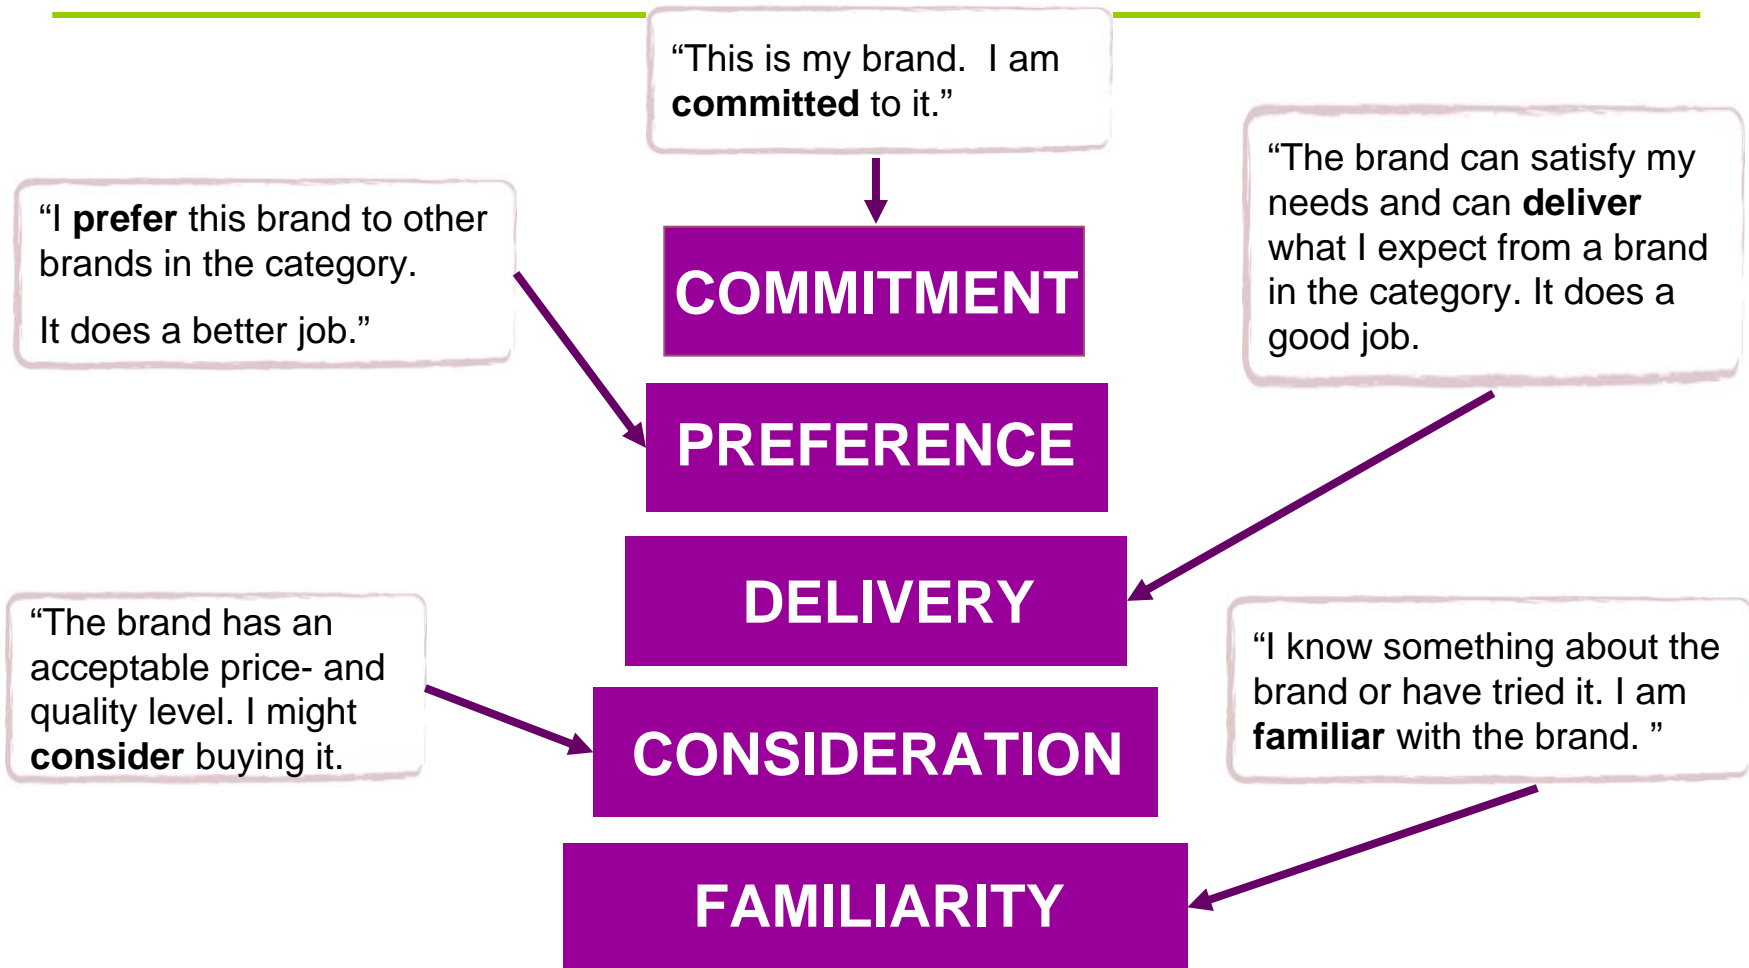 “This is my brand.  I am
committed to it.”
“I prefer this brand to other
brands in the category.
It does a better job.”
“The brand can satisfy my
needs and can deliver
what I expect from a brand
in the category. It does a
good job.
COMMITMENT
PREFERENCE
DELIVERY
“The brand has an
acceptable price- and
quality level. I might
consider buying it.
“I know something about the
brand or have tried it. I am
familiar with the brand. ”
CONSIDERATION
FAMILIARITY